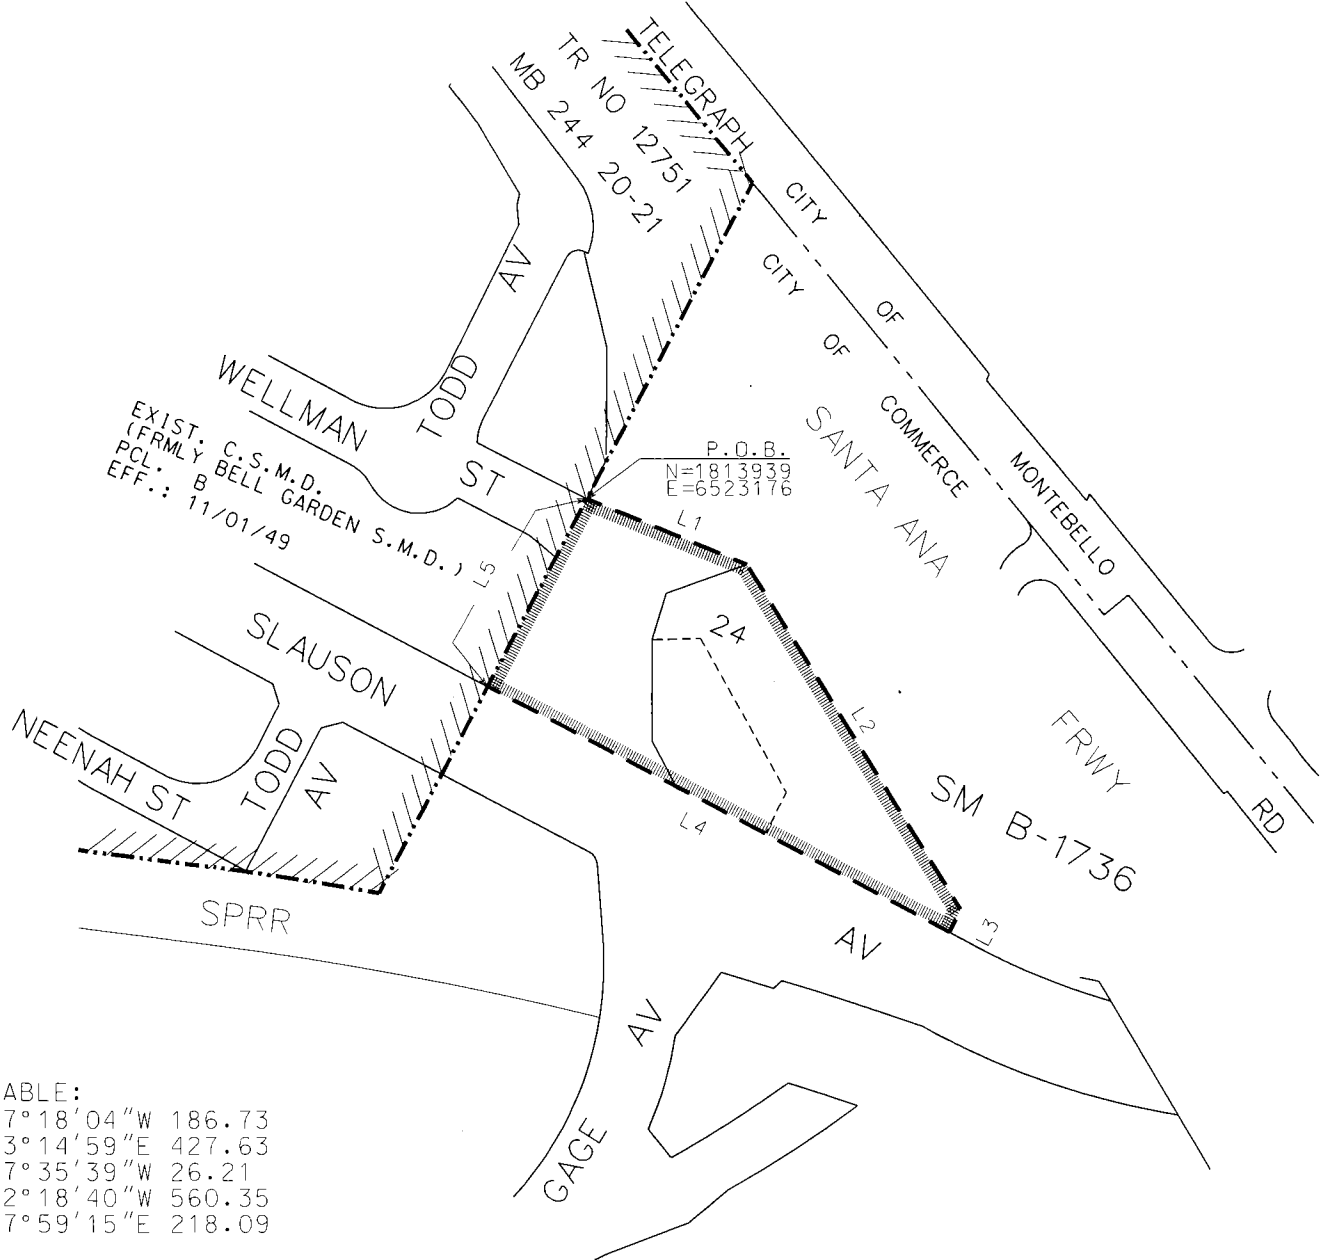 TELEGRAPH
TR NO 12751
MB 244 20-21
CITY OF MONTEBELLO
CITY OF COMMERCE
TODD AV
WELLMAN ST
EXIST. C.S.M.D.
(FRMLY BELL GARDEN S.M.D.)
PCL. B
EFF.: 11/01/49
P.O.B.
N=1813939
E=6523176
SANTA ANA FRWY
L1
L5
24
L2
SLAUSON AV
NEENAH ST
TODD AV
L4
SM B-1736
RD
L3
SPRR
GAGE AV
ABLE:
7°18'04"W 186.73
3°14'59"E 427.63
7°35'39"W 26.21
2°18'40"W 560.35
7°59'15"E 218.09